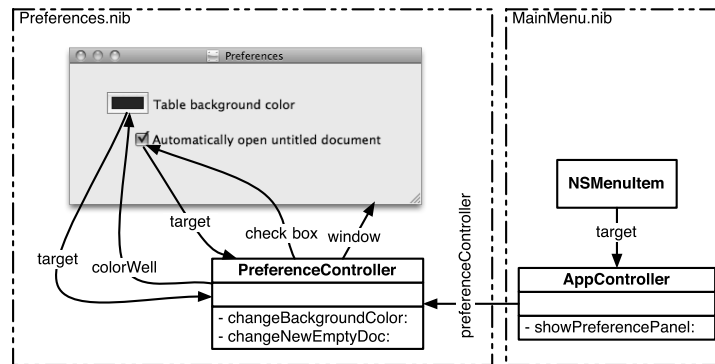 Preferences.nib
MainMenu.nib
Preferences
Table background color
Automatically open untitled document
NSMenuItem
target
check box
window
target
target
colorWell
preferenceController
PreferenceController
AppController
- changeBackgroundColor:
- changeNewEmptyDoc:
- showPreferencePanel: